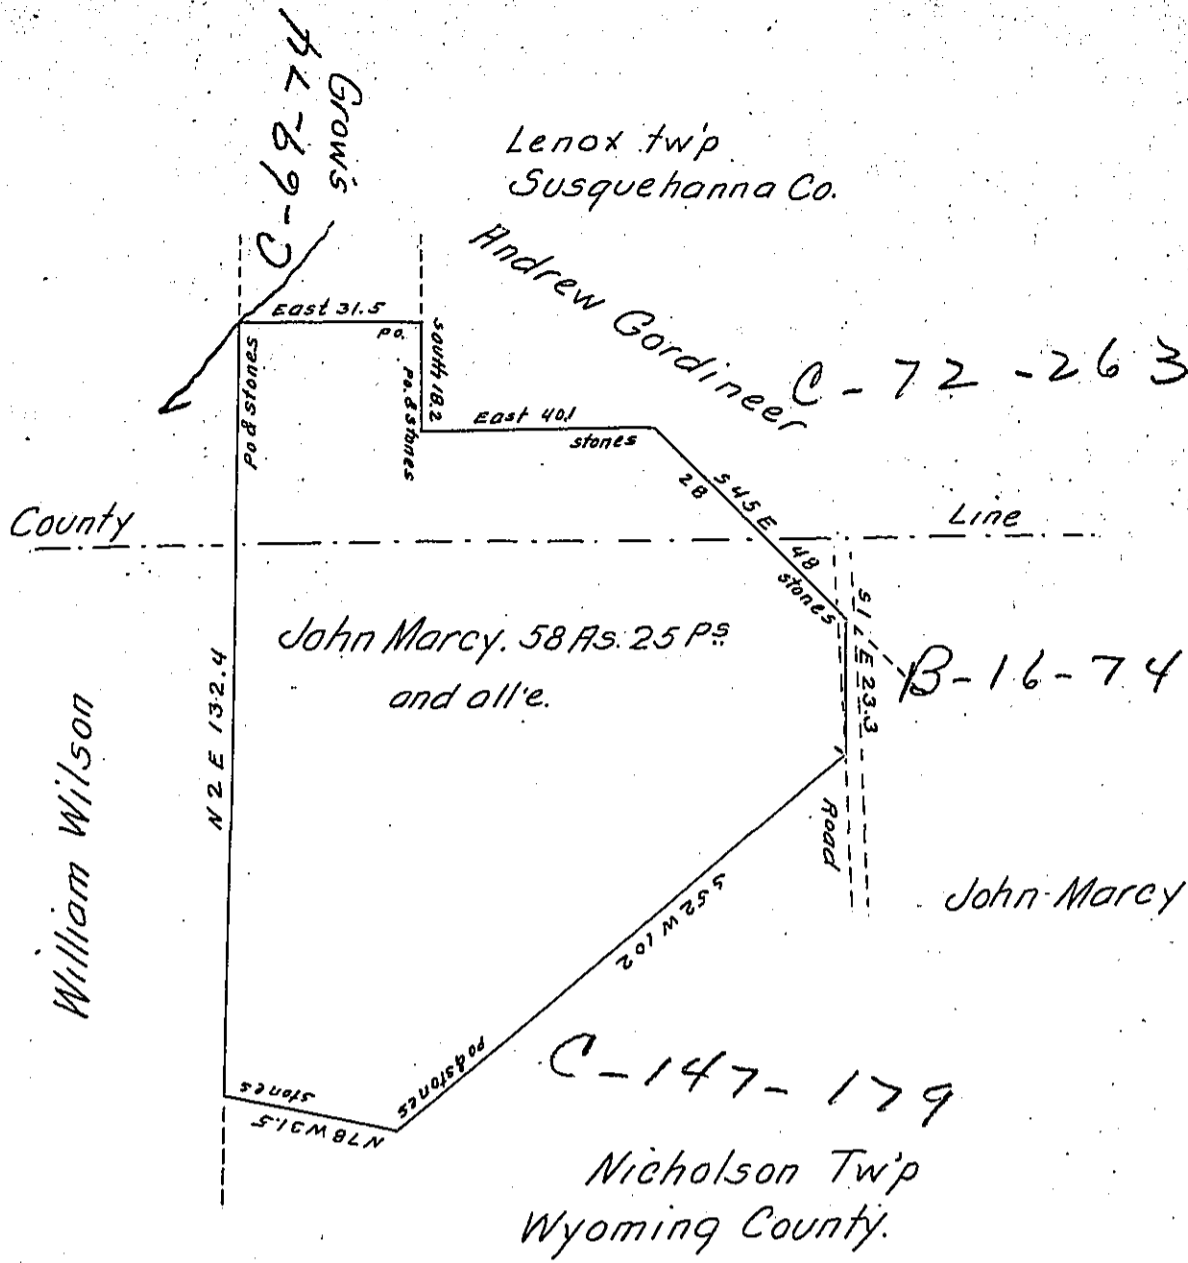 Grow's
C-69-74
Lenox tw'p
Susquehanna Co.
Andrew Gordineer
C-72-263
East 31.5
po.
South 18.2
po. & stones
po & stones
East 40.1
stones
28
S 45 E
48
stones
County Line
S 1 E 23.3
B-16-74
John Marcy. 58 As. 25 Ps
and all'e.
N 2 E 132.4
William Wilson
Road
John Marcy
S 52 W 102
po & stones
C-147-179
stones
N 78 W 31.5
Nicholson Tw'p
Wyoming County.